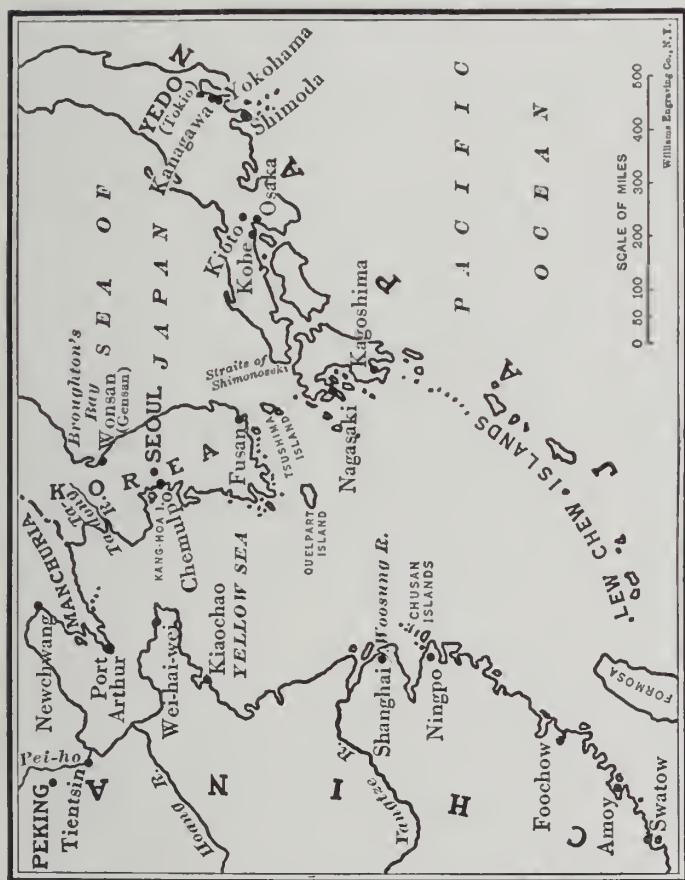 PEKING
Tientsin
Pei-ho
Newchwang
MANCHURIA
Port
Arthur
Wei-hai-wei
Kiaochao
YELLOW SEA
Hoang R.
CHINA
Yangtze R.
Shanghai
Woosung R.
CHUSAN
ISLANDS
Ningpo
Foochow
Amoy
Swatow
FORMOSA
KOREA
Ta-
tong
R.
Broughton's
Bay
Wonsan
(Gensan)
SEOUL
KANG-HOA I.
Chemulpo
Fusan
TSUSHIMA
ISLAND
QUELPART
ISLAND
SEA OF
JAPAN
Straits of
Shimonoseki
Nagasaki
Kagoshima
Kioto
Kobe
Osaka
YEDO
(Tokio)
Kanagawa
Yokohama
Shimoda
JAPAN
LEW CHEW ISLANDS
PACIFIC
OCEAN
SCALE OF MILES
0 50 100 200 300 400 500
Williams Engraving Co., N.Y.